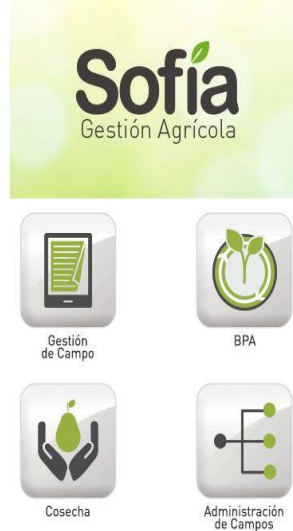 Sofía
Gestión Agrícola
Gestión
de Campo
BPA
Cosecha
Administración
de Campos